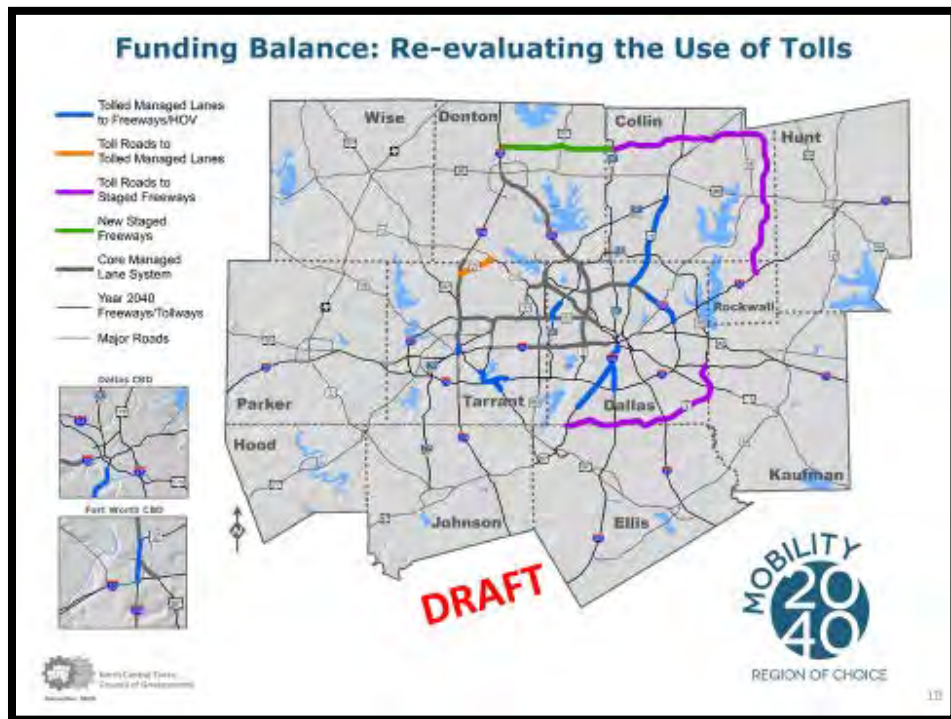 Funding Balance: Re-evaluating the Use of Tolls
Tolled Managed Lanes
to Freeways/HOV
Toll Roads to
Tolled Managed Lanes
Toll Roads to
Staged Freeways
New Staged
Freeways
Core Managed
Lane System
Year 2040
Freeways/Tollways
Major Roads
Wise
Denton
Collin
Hunt
Rockwall
Parker
Tarrant
Dallas
Hood
Kaufman
Johnson
Ellis
Dallas CBD
Fort Worth CBD
DRAFT
MOBILITY
20
40
REGION OF CHOICE
North Central Texas
Council of Governments